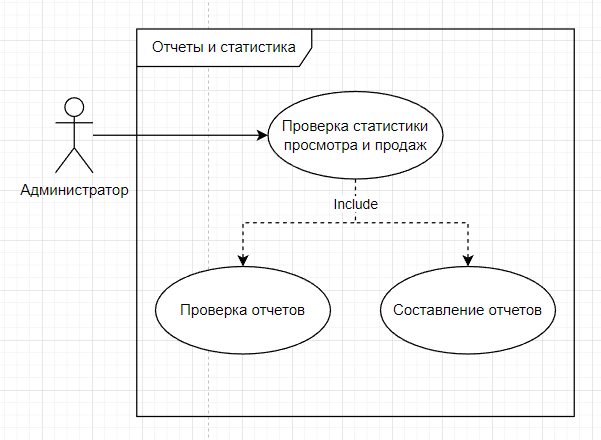 Отчеты и статистика
Проверка статистики
просмотра и продаж
Администратор
Include
Проверка отчетов
Составление отчетов